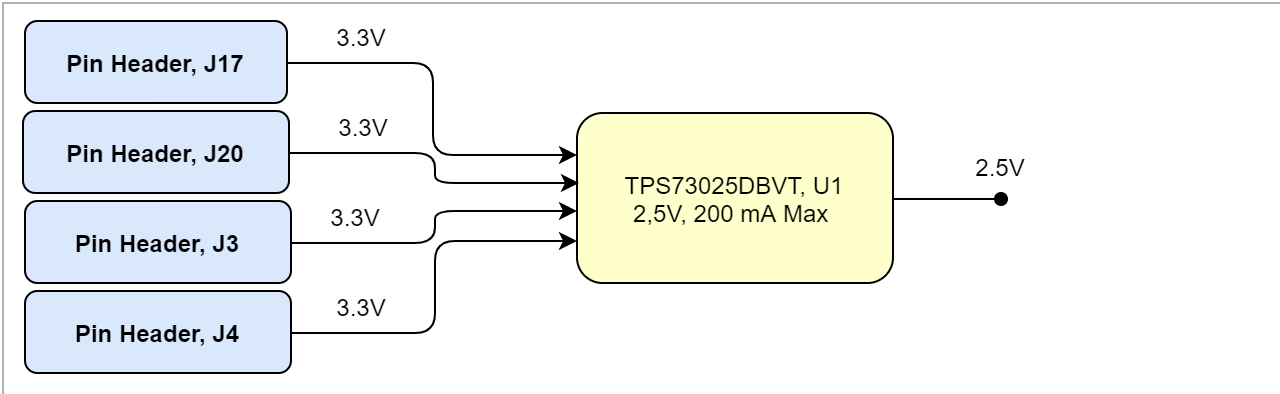 3.3V
Pin Header, J17
3.3V
Pin Header, J20
3.3V
Pin Header, J3
3.3V
Pin Header, J4
TPS73025DBVT, U1
2,5V, 200 mA Max
2.5V